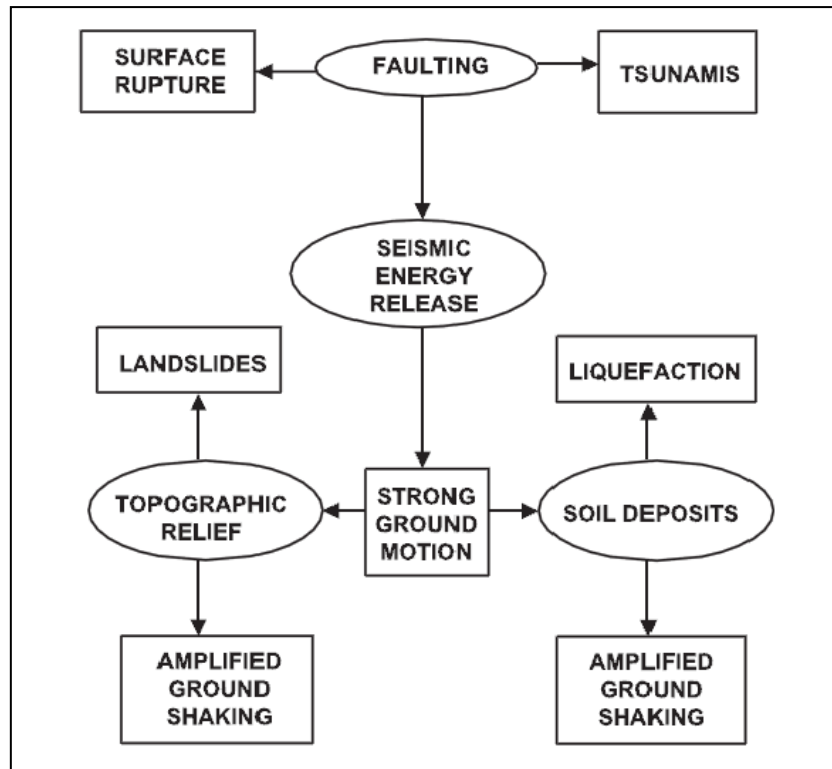 SURFACE
RUPTURE
FAULTING
TSUNAMIS
SEISMIC
ENERGY
RELEASE
LANDSLIDES
LIQUEFACTION
TOPOGRAPHIC
RELIEF
STRONG
GROUND
MOTION
SOIL DEPOSITS
AMPLIFIED
GROUND
SHAKING
AMPLIFIED
GROUND
SHAKING